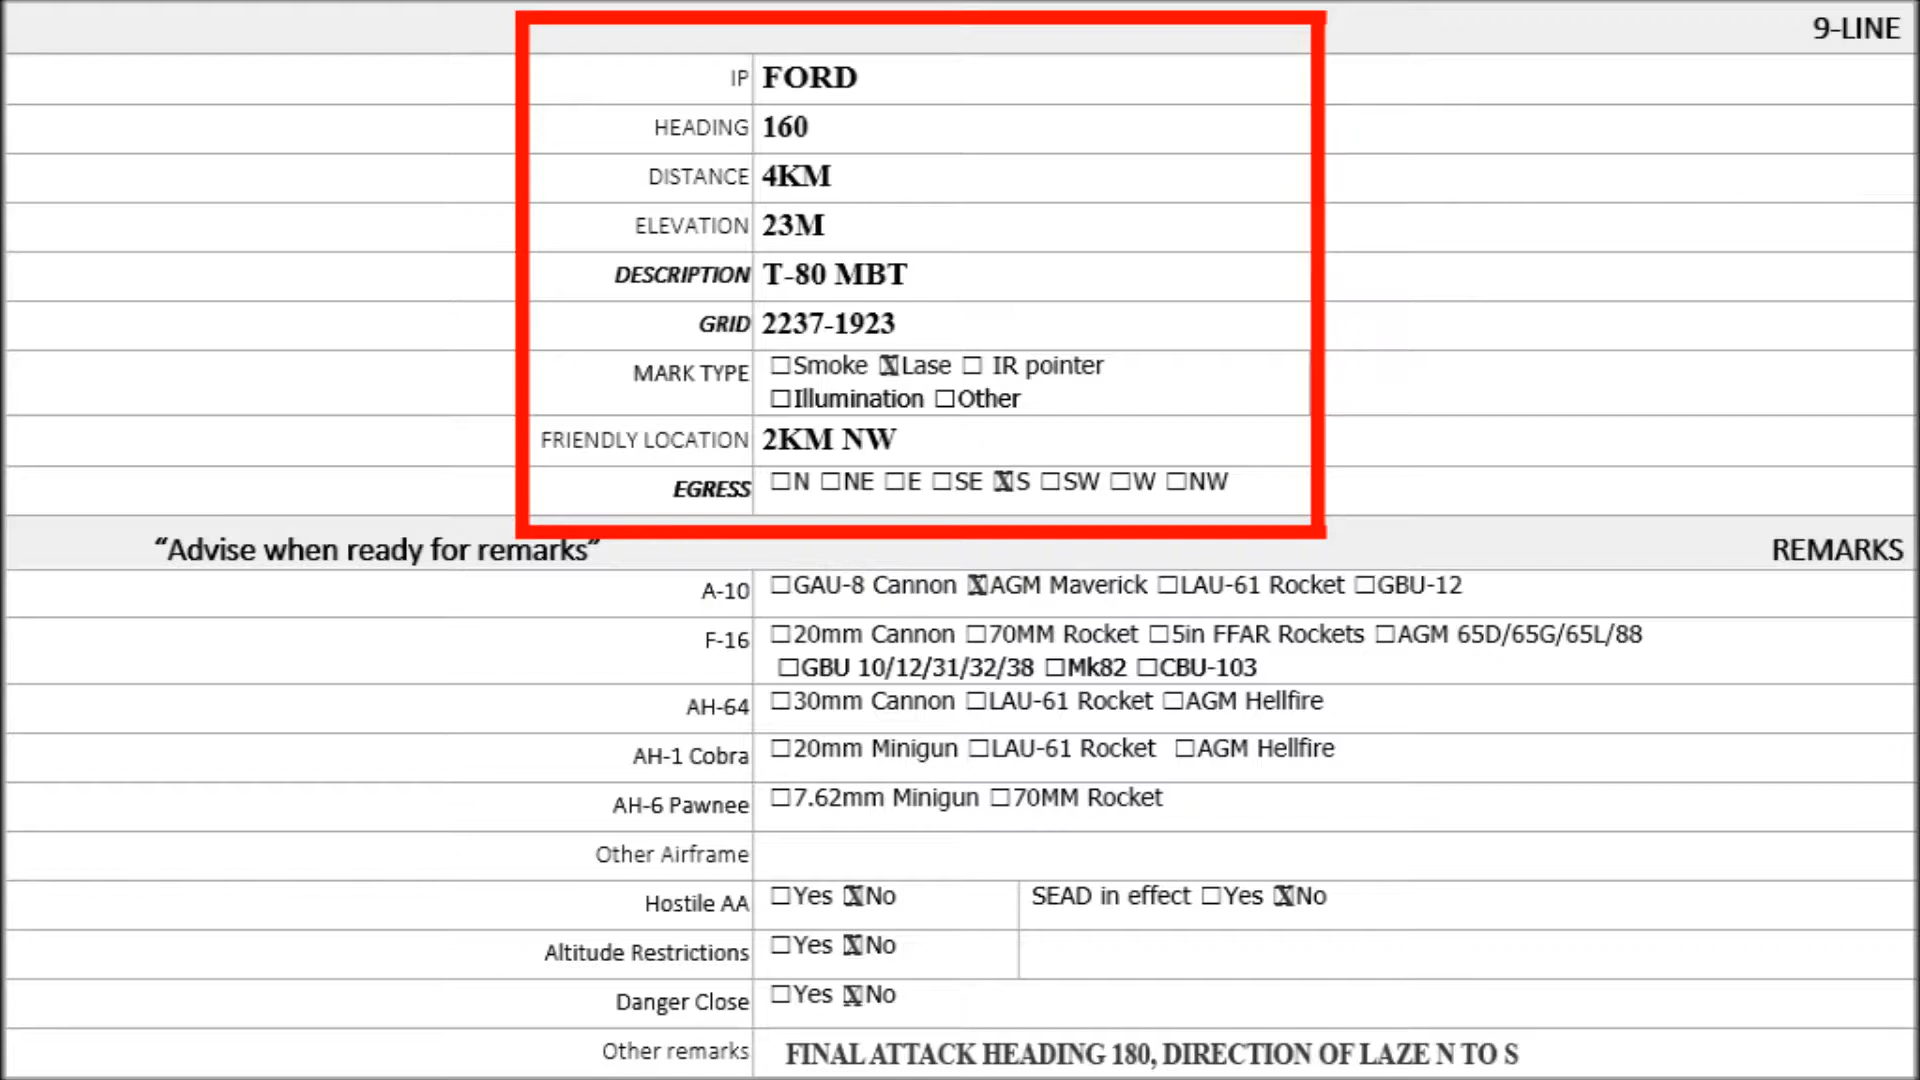 9-LINE
IP FORD
HEADING 160
DISTANCE 4KM
ELEVATION 23M
DESCRIPTION T-80 MBT
GRID 2237-1923
MARK TYPE ☐Smoke ☒Lase ☐ IR pointer
☐Illumination ☐Other
FRIENDLY LOCATION 2KM NW
EGRESS ☐N ☐NE ☐E ☐SE ☒S ☐SW ☐W ☐NW
“Advise when ready for remarks” REMARKS
A-10 ☐GAU-8 Cannon ☒AGM Maverick ☐LAU-61 Rocket ☐GBU-12
F-16 ☐20mm Cannon ☐70MM Rocket ☐5in FFAR Rockets ☐AGM 65D/65G/65L/88
☐GBU 10/12/31/32/38 ☐Mk82 ☐CBU-103
AH-64 ☐30mm Cannon ☐LAU-61 Rocket ☐AGM Hellfire
AH-1 Cobra ☐20mm Minigun ☐LAU-61 Rocket ☐AGM Hellfire
AH-6 Pawnee ☐7.62mm Minigun ☐70MM Rocket
Other Airframe
Hostile AA ☐Yes ☒No SEAD in effect ☐Yes ☒No
Altitude Restrictions ☐Yes ☒No
Danger Close ☐Yes ☒No
Other remarks FINAL ATTACK HEADING 180, DIRECTION OF LAZE N TO S